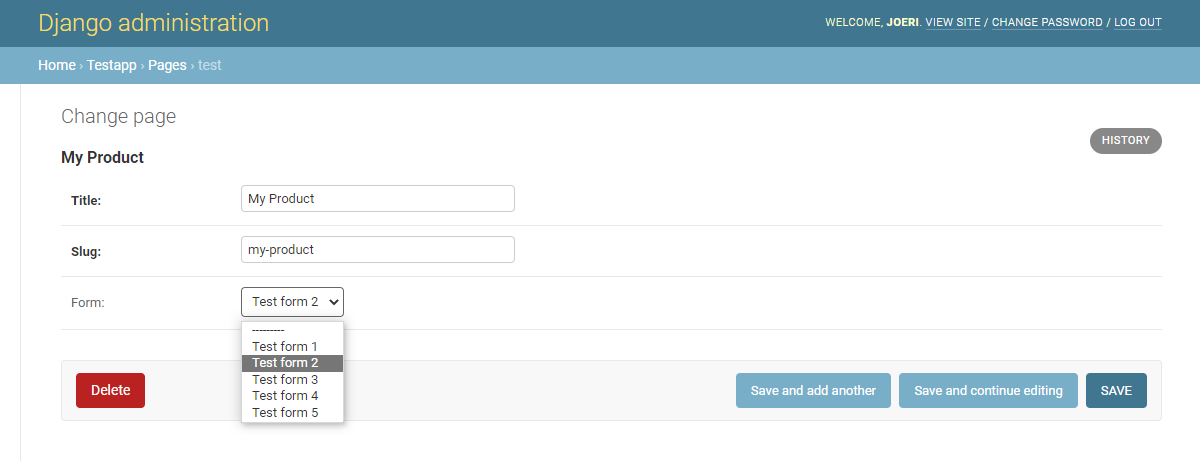 Django administration
WELCOME, JOERI. VIEW SITE / CHANGE PASSWORD / LOG OUT
Home › Testapp › Pages › test
Change page
HISTORY
My Product
Title: My Product
Slug: my-product
Form: Test form 2
---------
Test form 1
Test form 2
Test form 3
Test form 4
Test form 5
Delete
Save and add another
Save and continue editing
SAVE